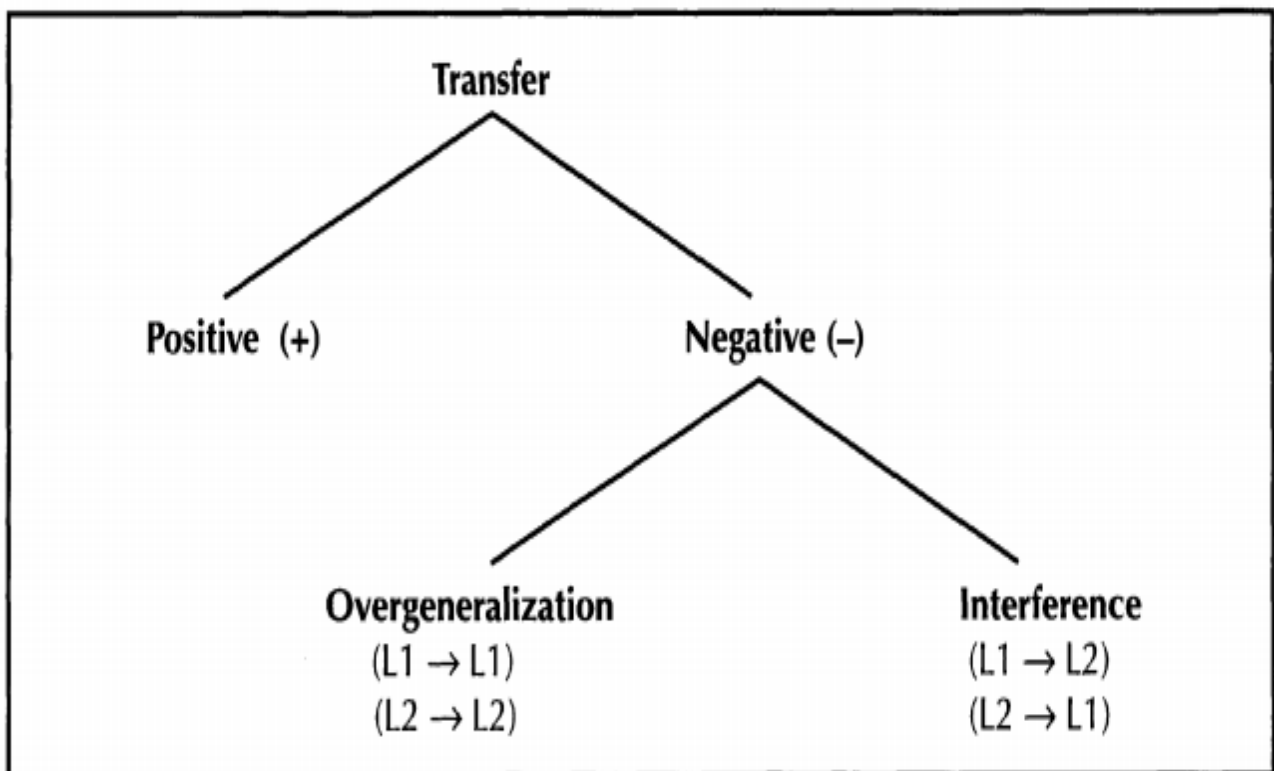 Transfer
Positive (+)
Negative (–)
Overgeneralization
(L1 → L1)
(L2 → L2)
Interference
(L1 → L2)
(L2 → L1)